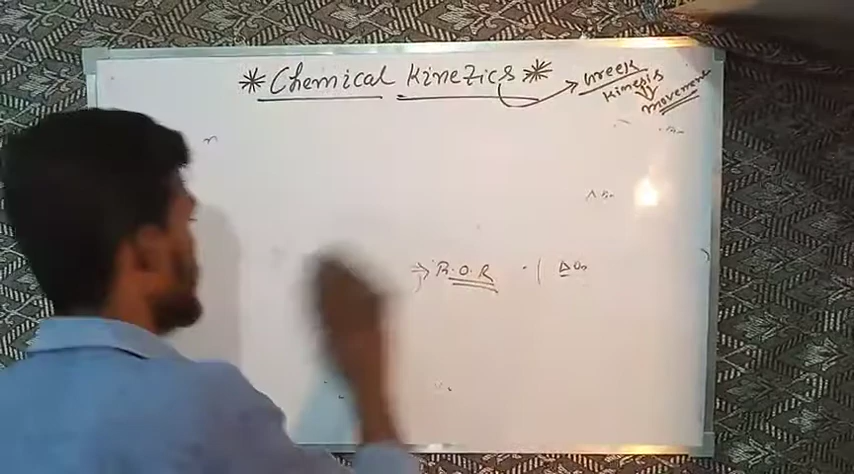 * Chemical Kinetics *
Greek
Kinesis
movement
⇒ R.O.R